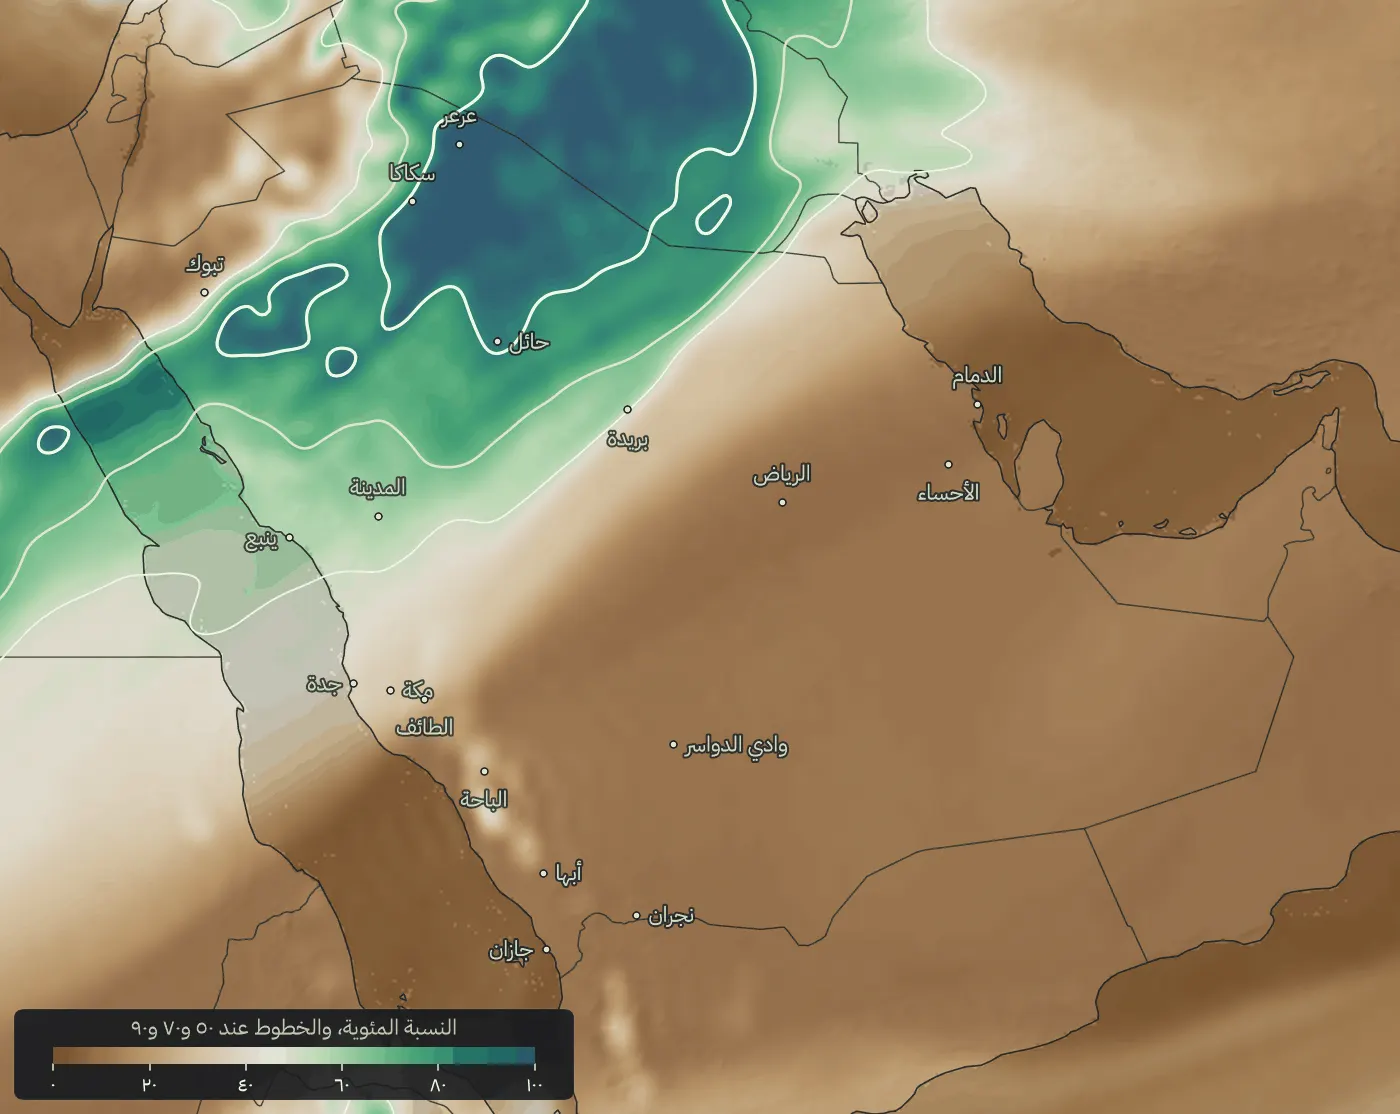 عرعر
سكاكا
تبوك
حائل
الدمام
بريدة
الرياض
المدينة
الأحساء
ينبع
جدة
مكة
الطائف
وادي الدواسر
الباحة
أبها
نجران
جازان
النسبة المئوية، والخطوط عند ٥٠ و٧٠ و٩٠
٠ ٢٠ ٤٠ ٦٠ ٨٠ ١٠٠